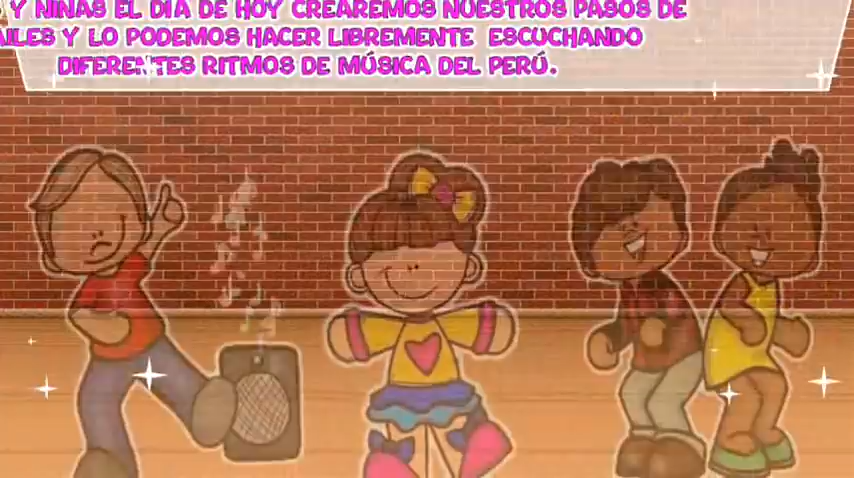 Y NIÑAS EL DÍA DE HOY CREAREMOS NUESTROS PASOS DE
Y LO PODEMOS HACER LIBREMENTE ESCUCHANDO
DIFERENTES RITMOS DE MÚSICA DEL PERÚ.